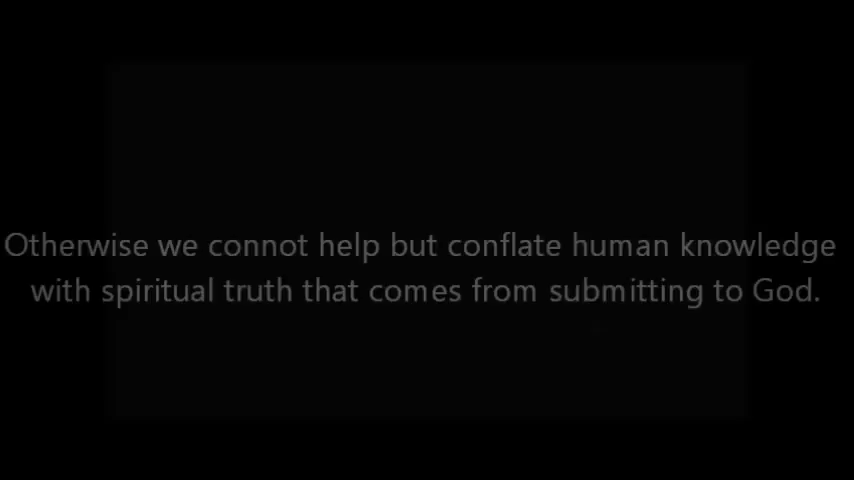 Otherwise we connot help but conflate human knowledge
with spiritual truth that comes from submitting to God.